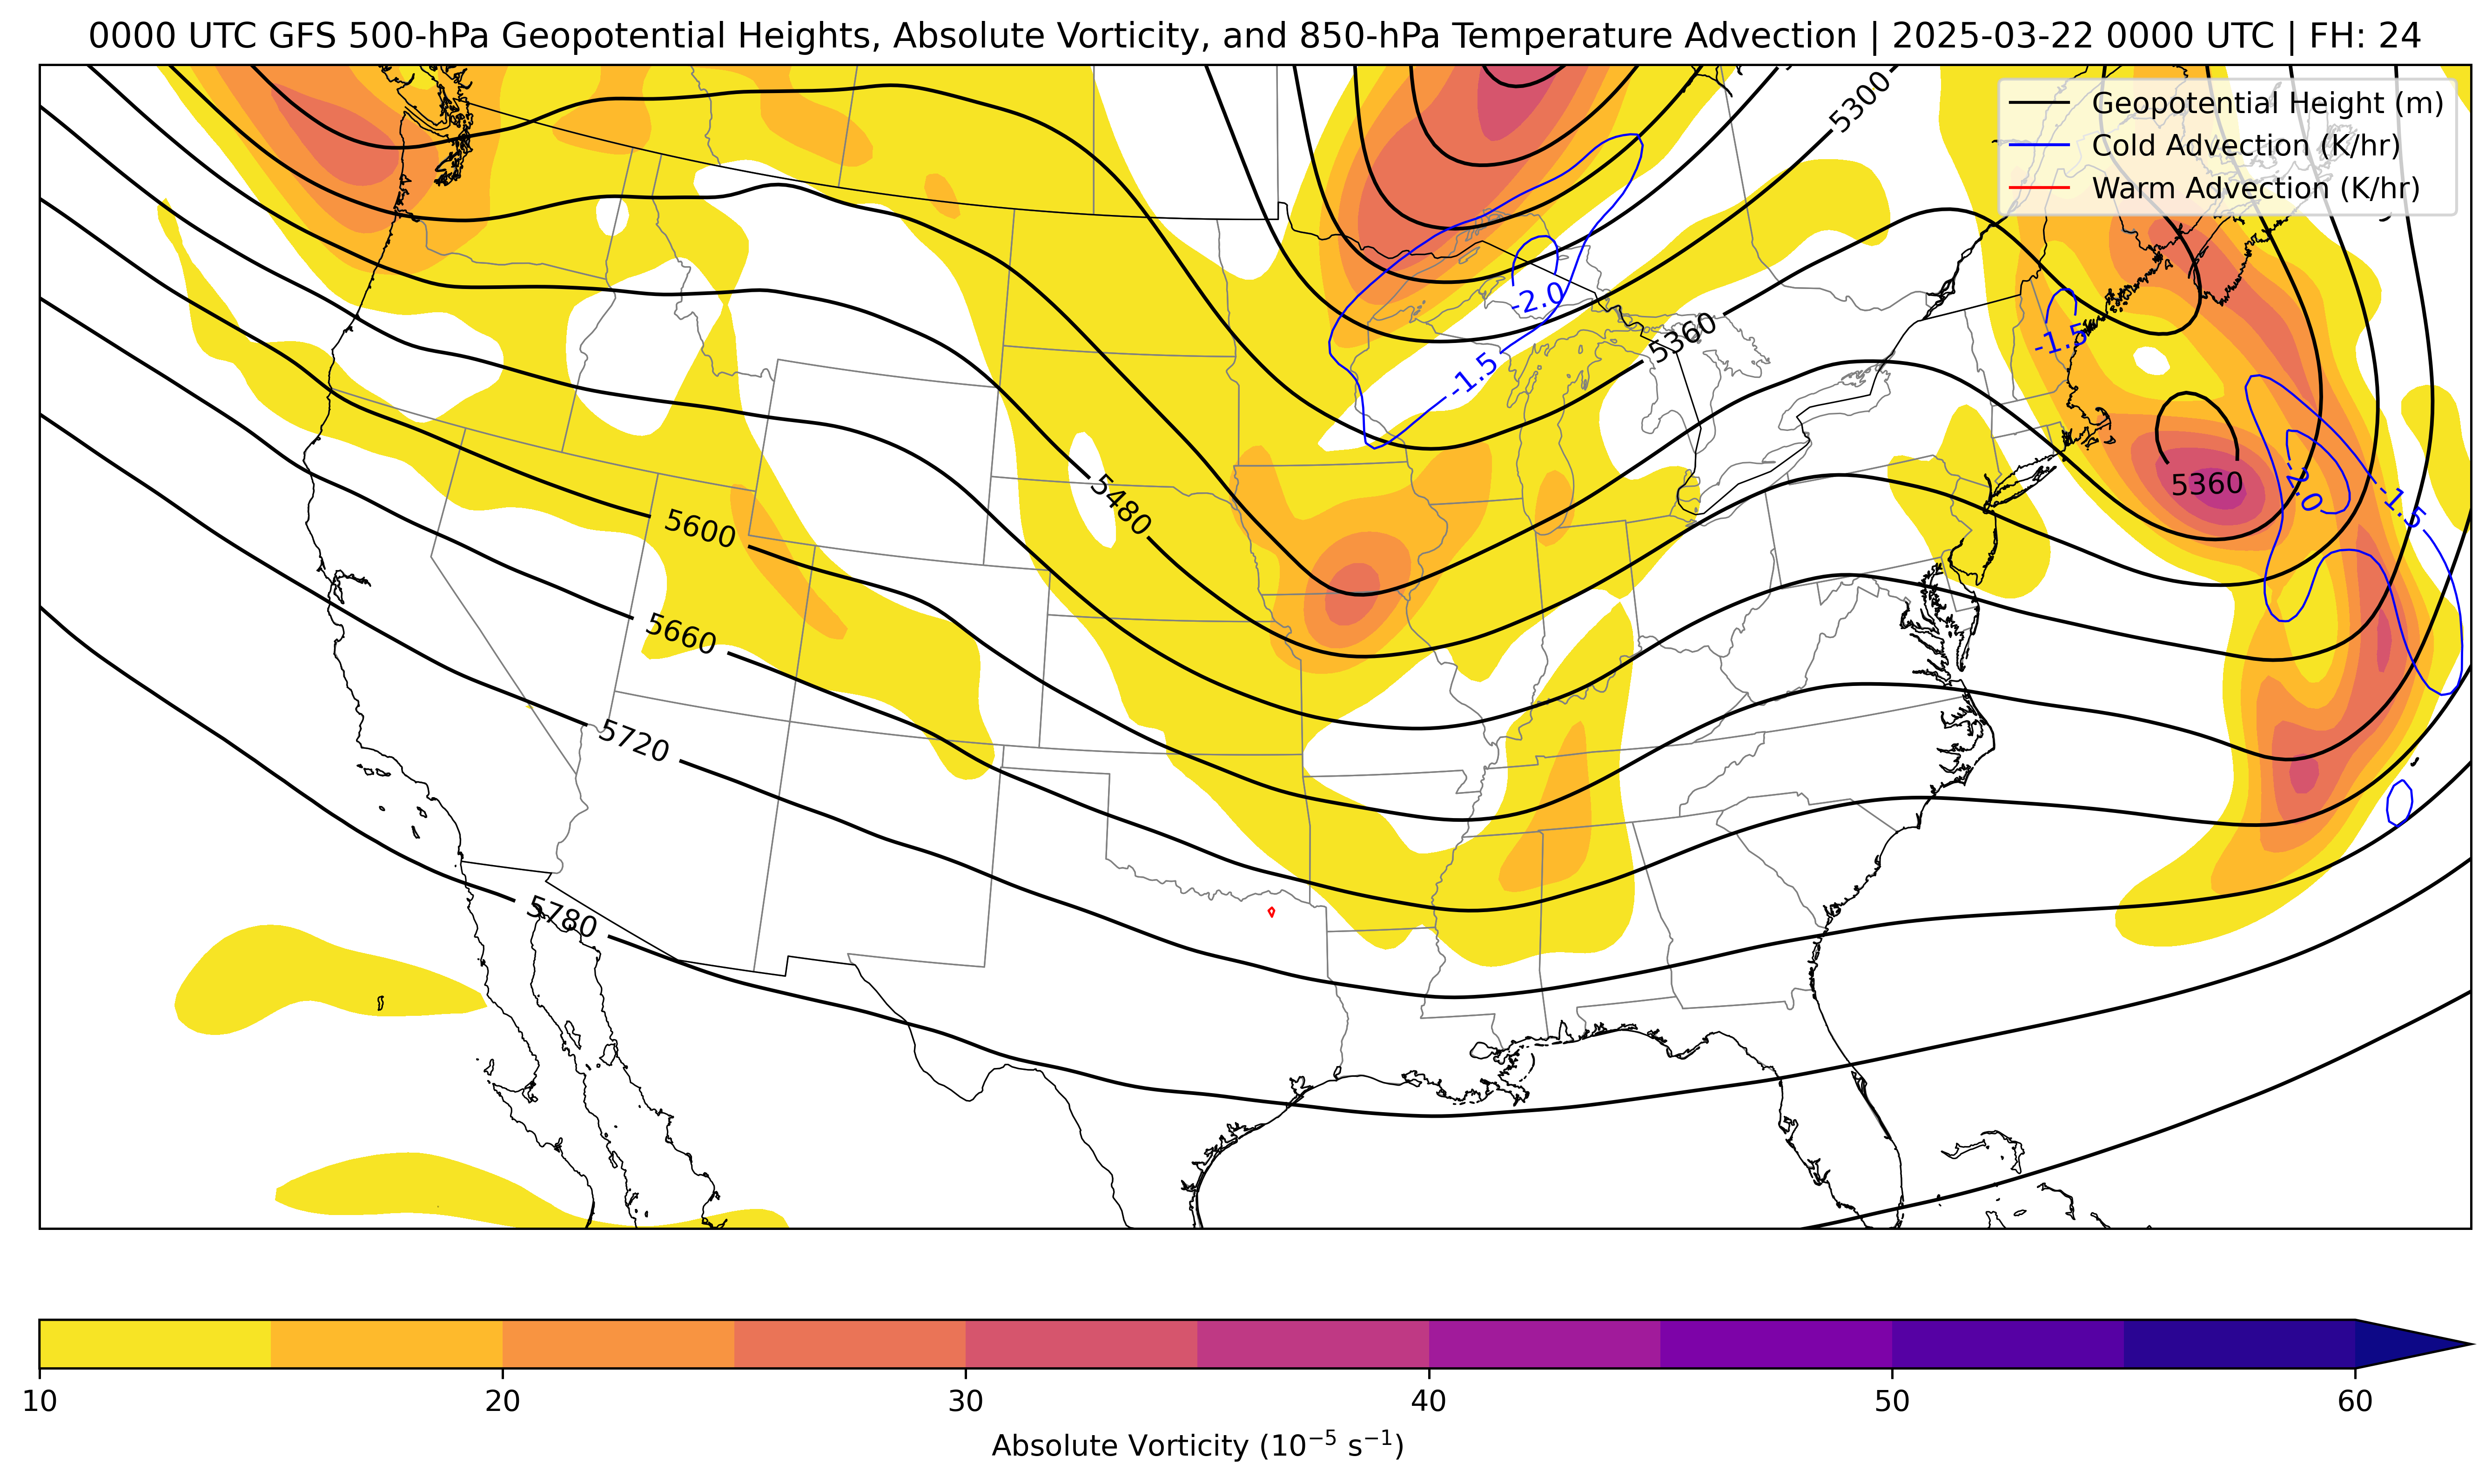 0000 UTC GFS 500-hPa Geopotential Heights, Absolute Vorticity, and 850-hPa Temperature Advection | 2025-03-22 0000 UTC | FH: 24
Geopotential Height (m)
Cold Advection (K/hr)
Warm Advection (K/hr)
5300
-2.0
5360
-1.5
-1.5
5480
5360
-2.0
-1.5
5600
5660
5720
5780
10 20 30 40 50 60
Absolute Vorticity (10⁻⁵ s⁻¹)